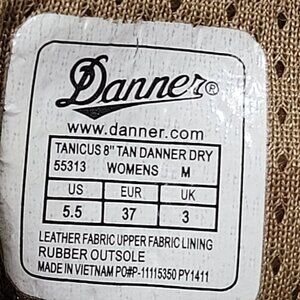 Danner®
www.danner.com
TANICUS 8" TAN DANNER DRY
55313 WOMENS M
US EUR UK
5.5 37 3
LEATHER FABRIC UPPER FABRIC LINING
RUBBER OUTSOLE
MADE IN VIETNAM PO#P-11115350 PY1411